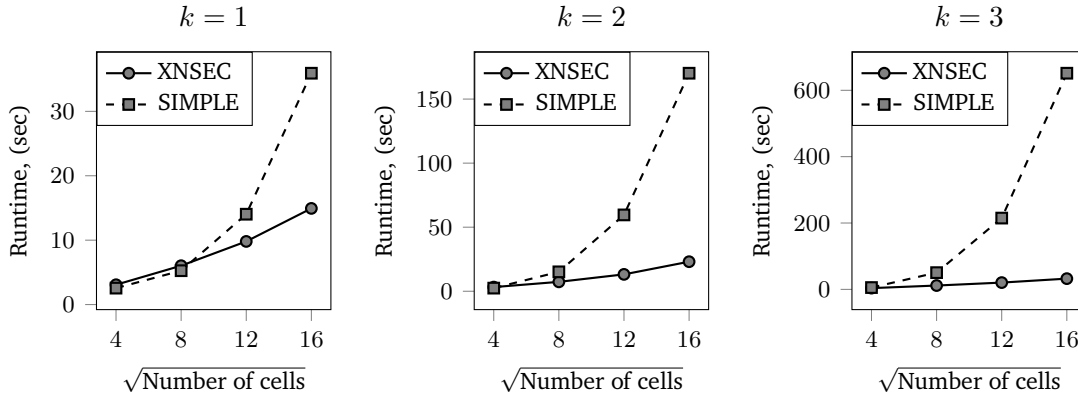 k = 1
XNSEC
SIMPLE
Runtime, (sec)
30
20
10
0
4 8 12 16
√Number of cells
k = 2
XNSEC
SIMPLE
Runtime, (sec)
150
100
50
0
4 8 12 16
√Number of cells
k = 3
XNSEC
SIMPLE
Runtime, (sec)
600
400
200
0
4 8 12 16
√Number of cells